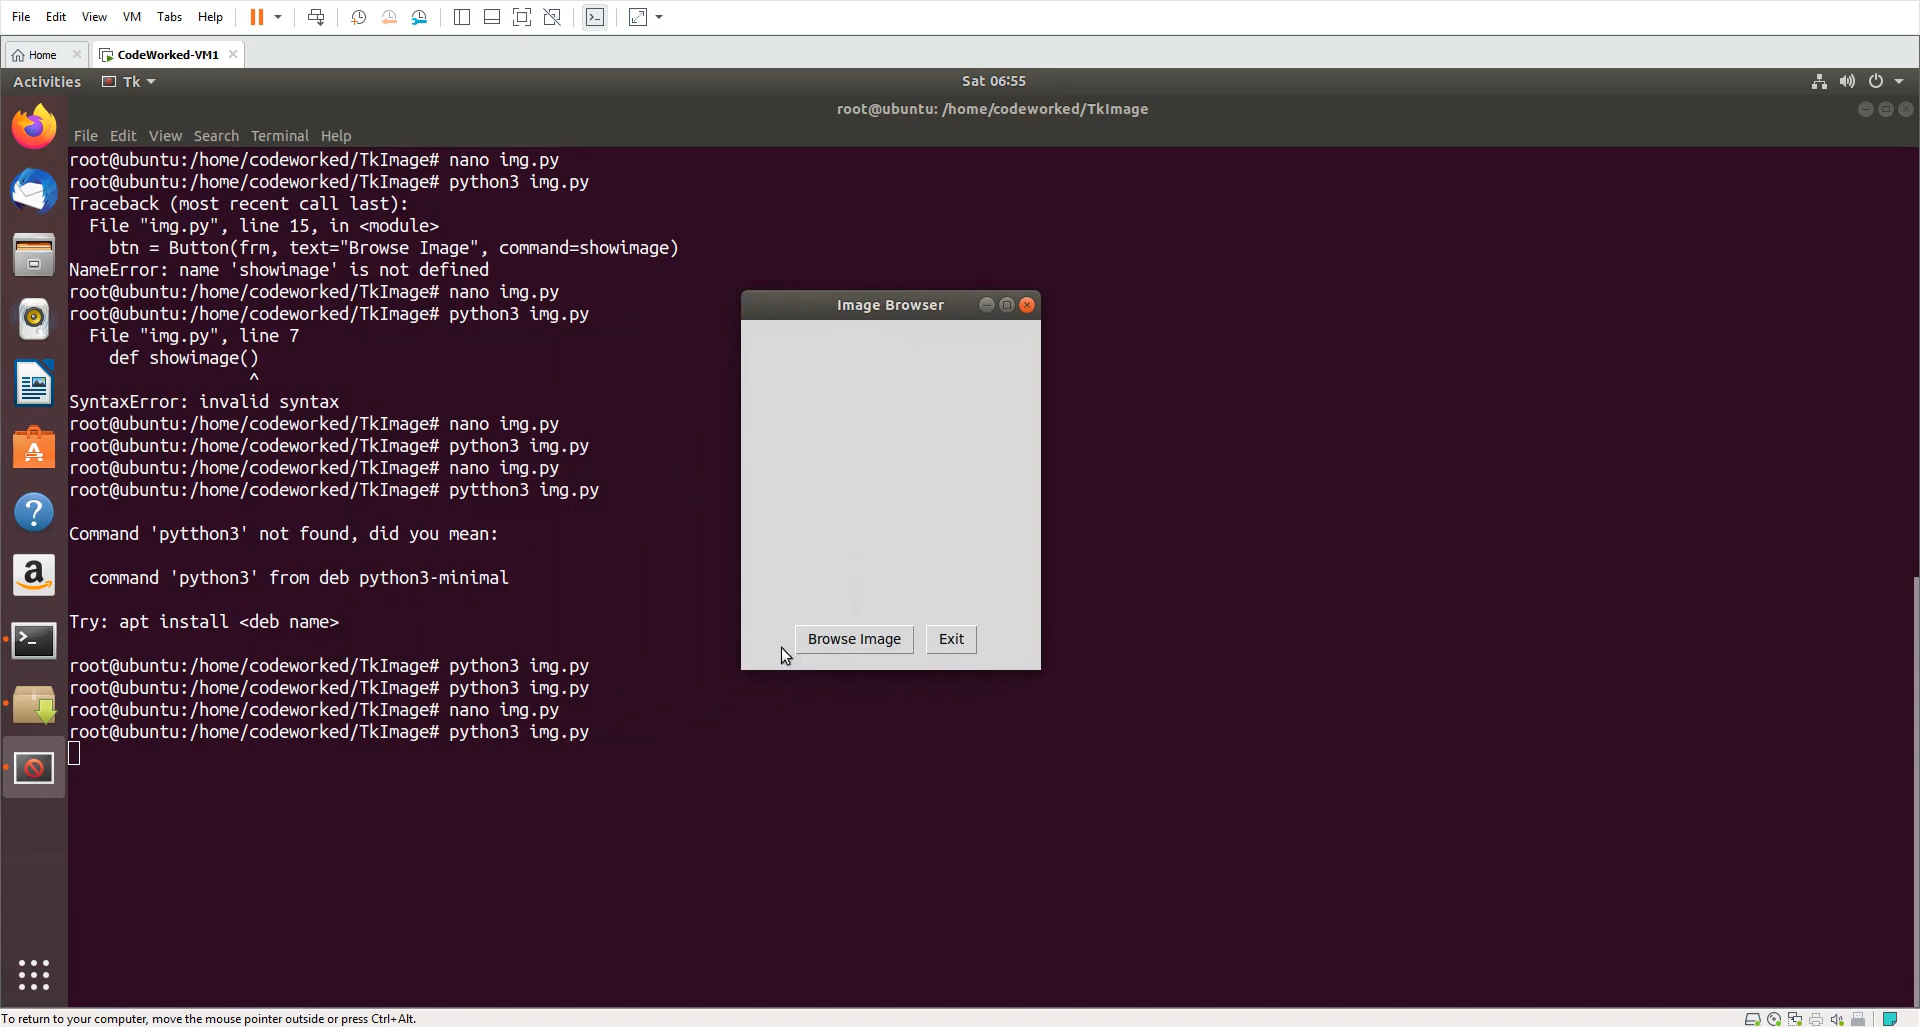 File Edit View VM Tabs Help
Home CodeWorked-VM1
Activities Tk Sat 06:55
root@ubuntu: /home/codeworked/TkImage
File Edit View Search Terminal Help
root@ubuntu:/home/codeworked/TkImage# nano img.py
root@ubuntu:/home/codeworked/TkImage# python3 img.py
Traceback (most recent call last):
  File "img.py", line 15, in <module>
    btn = Button(frm, text="Browse Image", command=showimage)
NameError: name 'showimage' is not defined
root@ubuntu:/home/codeworked/TkImage# nano img.py
root@ubuntu:/home/codeworked/TkImage# python3 img.py
  File "img.py", line 7
    def showimage()
                  ^
SyntaxError: invalid syntax
root@ubuntu:/home/codeworked/TkImage# nano img.py
root@ubuntu:/home/codeworked/TkImage# python3 img.py
root@ubuntu:/home/codeworked/TkImage# nano img.py
root@ubuntu:/home/codeworked/TkImage# pytthon3 img.py
Command 'pytthon3' not found, did you mean:
  command 'python3' from deb python3-minimal
Try: apt install <deb name>
root@ubuntu:/home/codeworked/TkImage# python3 img.py
root@ubuntu:/home/codeworked/TkImage# python3 img.py
root@ubuntu:/home/codeworked/TkImage# nano img.py
root@ubuntu:/home/codeworked/TkImage# python3 img.py
Image Browser
Browse Image Exit
To return to your computer, move the mouse pointer outside or press Ctrl+Alt.